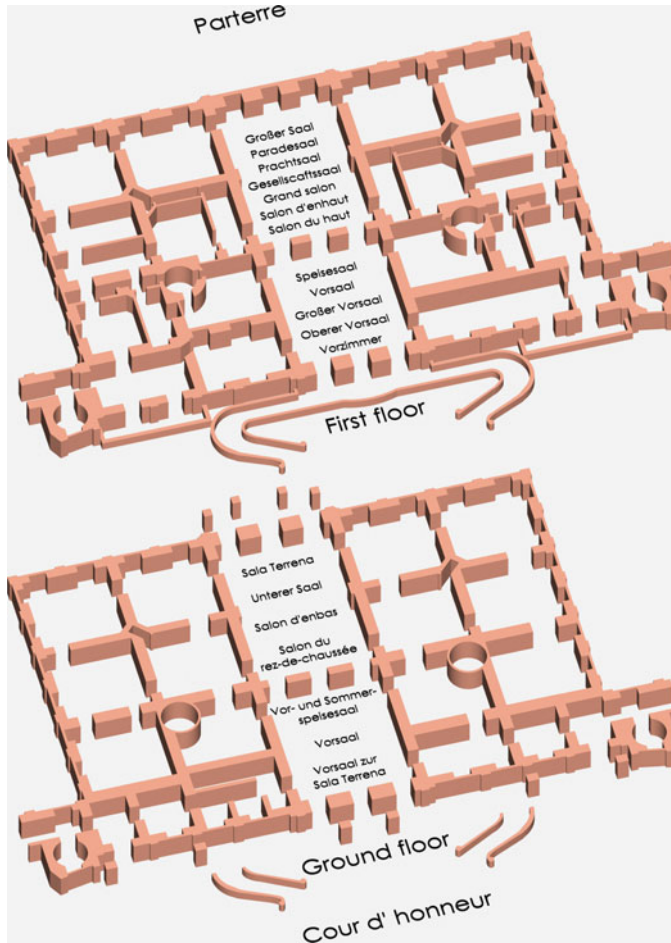 Parterre
Großer Saal
Paradesaal
Prachtsaal
Gesellscaftssaal
Grand salon
Salon d'enhaut
Salon du haut
Speisesaal
Vorsaal
Großer Vorsaal
Oberer Vorsaal
Vorzimmer
First floor
Sala Terrena
Unterer Saal
Salon d'enbas
Salon du
rez-de-chaussée
Vor- und Sommer-
speisesaal
Vorsaal
Vorsaal zur
Sala Terrena
Ground floor
Cour d' honneur